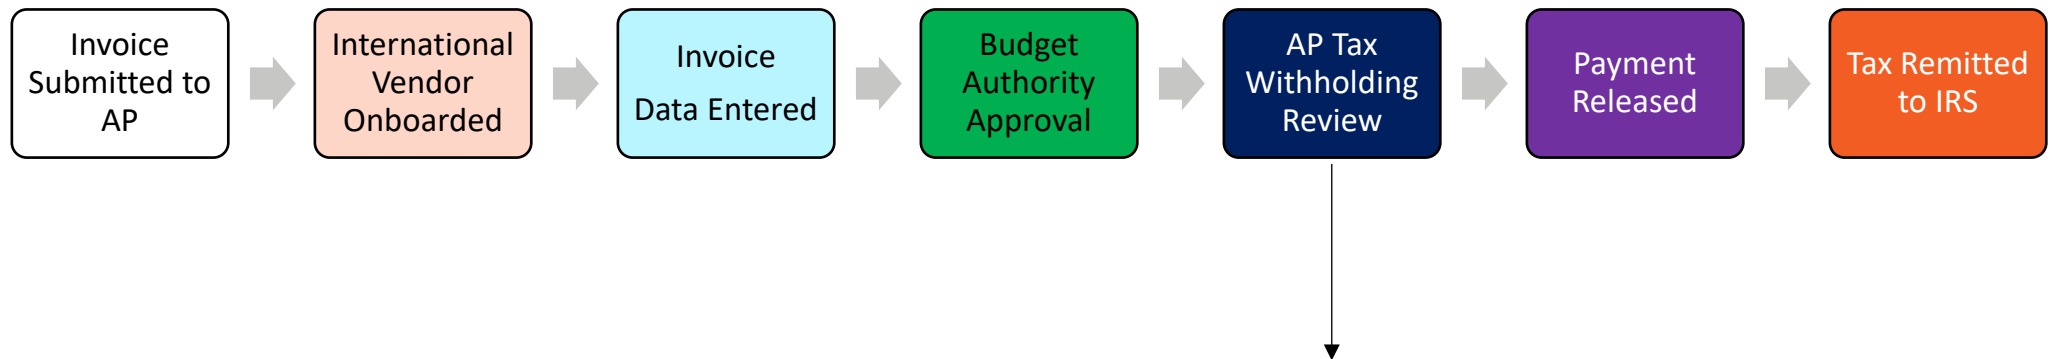 Invoice
Submitted to
AP
International
Vendor
Onboarded
Invoice
Data Entered
Budget
Authority
Approval
AP Tax
Withholding
Review
Payment
Released
Tax Remitted
to IRS